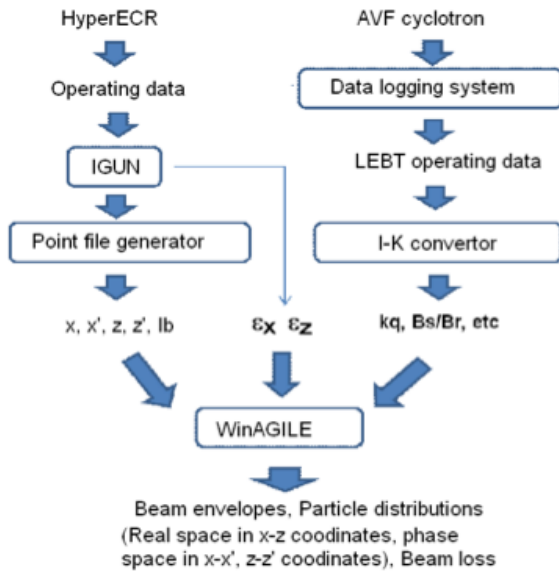 HyperECR
AVF cyclotron
Operating data
Data logging system
IGUN
LEBT operating data
Point file generator
I-K convertor
x, x', z, z', Ib
εx εz
kq, Bs/Br, etc
WinAGILE
Beam envelopes, Particle distributions
(Real space in x-z coodinates, phase
space in x-x', z-z' coodinates), Beam loss